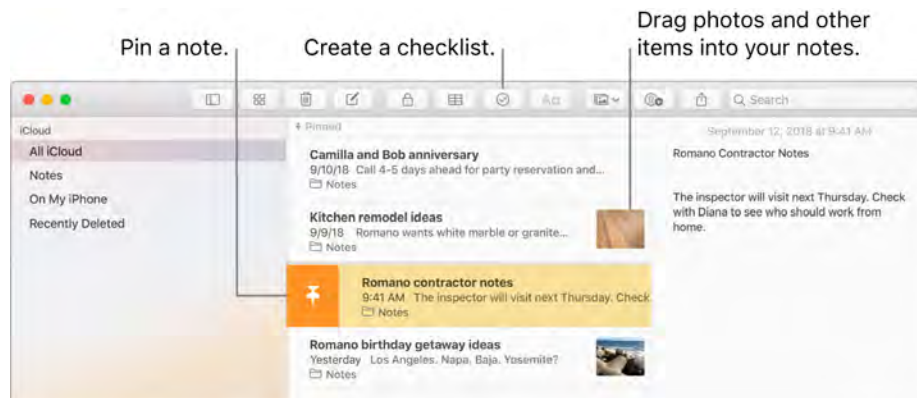 Pin a note.
Create a checklist.
Drag photos and other
items into your notes.
Search
iCloud
All iCloud
Notes
On My iPhone
Recently Deleted
Pinned
Camilla and Bob anniversary
9/10/18 Call 4-5 days ahead for party reservation and...
Notes
Kitchen remodel ideas
9/9/18 Romano wants white marble or granite...
Notes
Romano contractor notes
9:41 AM The inspector will visit next Thursday. Check
Notes
Romano birthday getaway ideas
Yesterday Los Angeles. Napa. Baja. Yosemite?
Notes
September 12, 2018 at 9:41 AM
Romano Contractor Notes
The inspector will visit next Thursday. Check
with Diana to see who should work from
home.